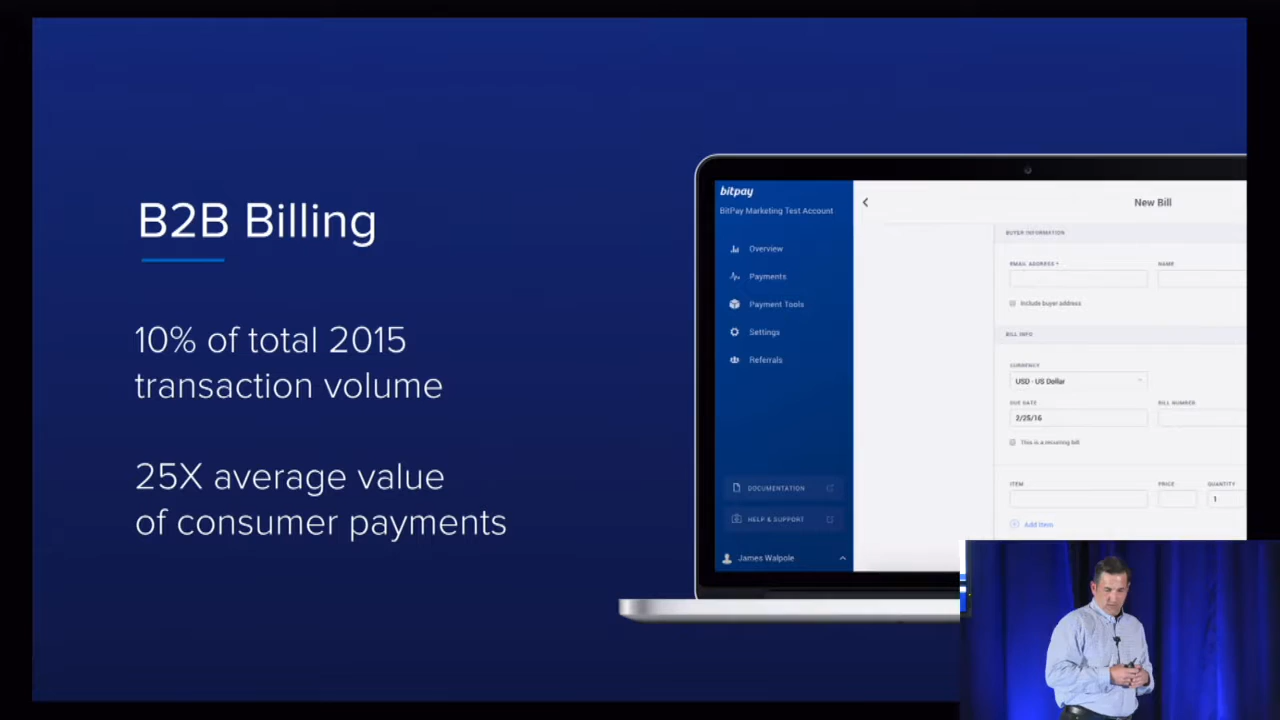 B2B Billing
10% of total 2015
transaction volume
25X average value
of consumer payments
bitpay
BitPay Marketing Test Account
Overview
Payments
Payment Tools
Settings
Referrals
DOCUMENTATION
HELP & SUPPORT
James Walpole
New Bill
BUYER INFORMATION
EMAIL ADDRESS * NAME
Include buyer address
BILL INFO
CURRENCY
USD - US Dollar
DUE DATE BILL NUMBER
2/25/16
This is a recurring bill
ITEM PRICE QUANTITY
1
Add Item